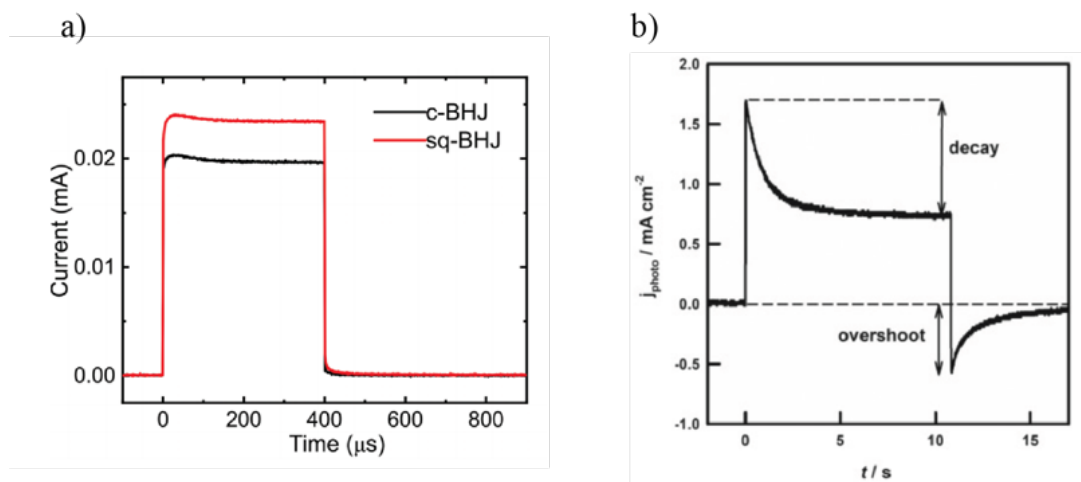 a)
c-BHJ
sq-BHJ
Current (mA)
0.02
0.01
0.00
0 200 400 600 800
Time (μs)
b)
j_photo / mA cm⁻²
2.0
1.5
1.0
0.5
0.0
-0.5
-1.0
decay
overshoot
0 5 10 15
t / s